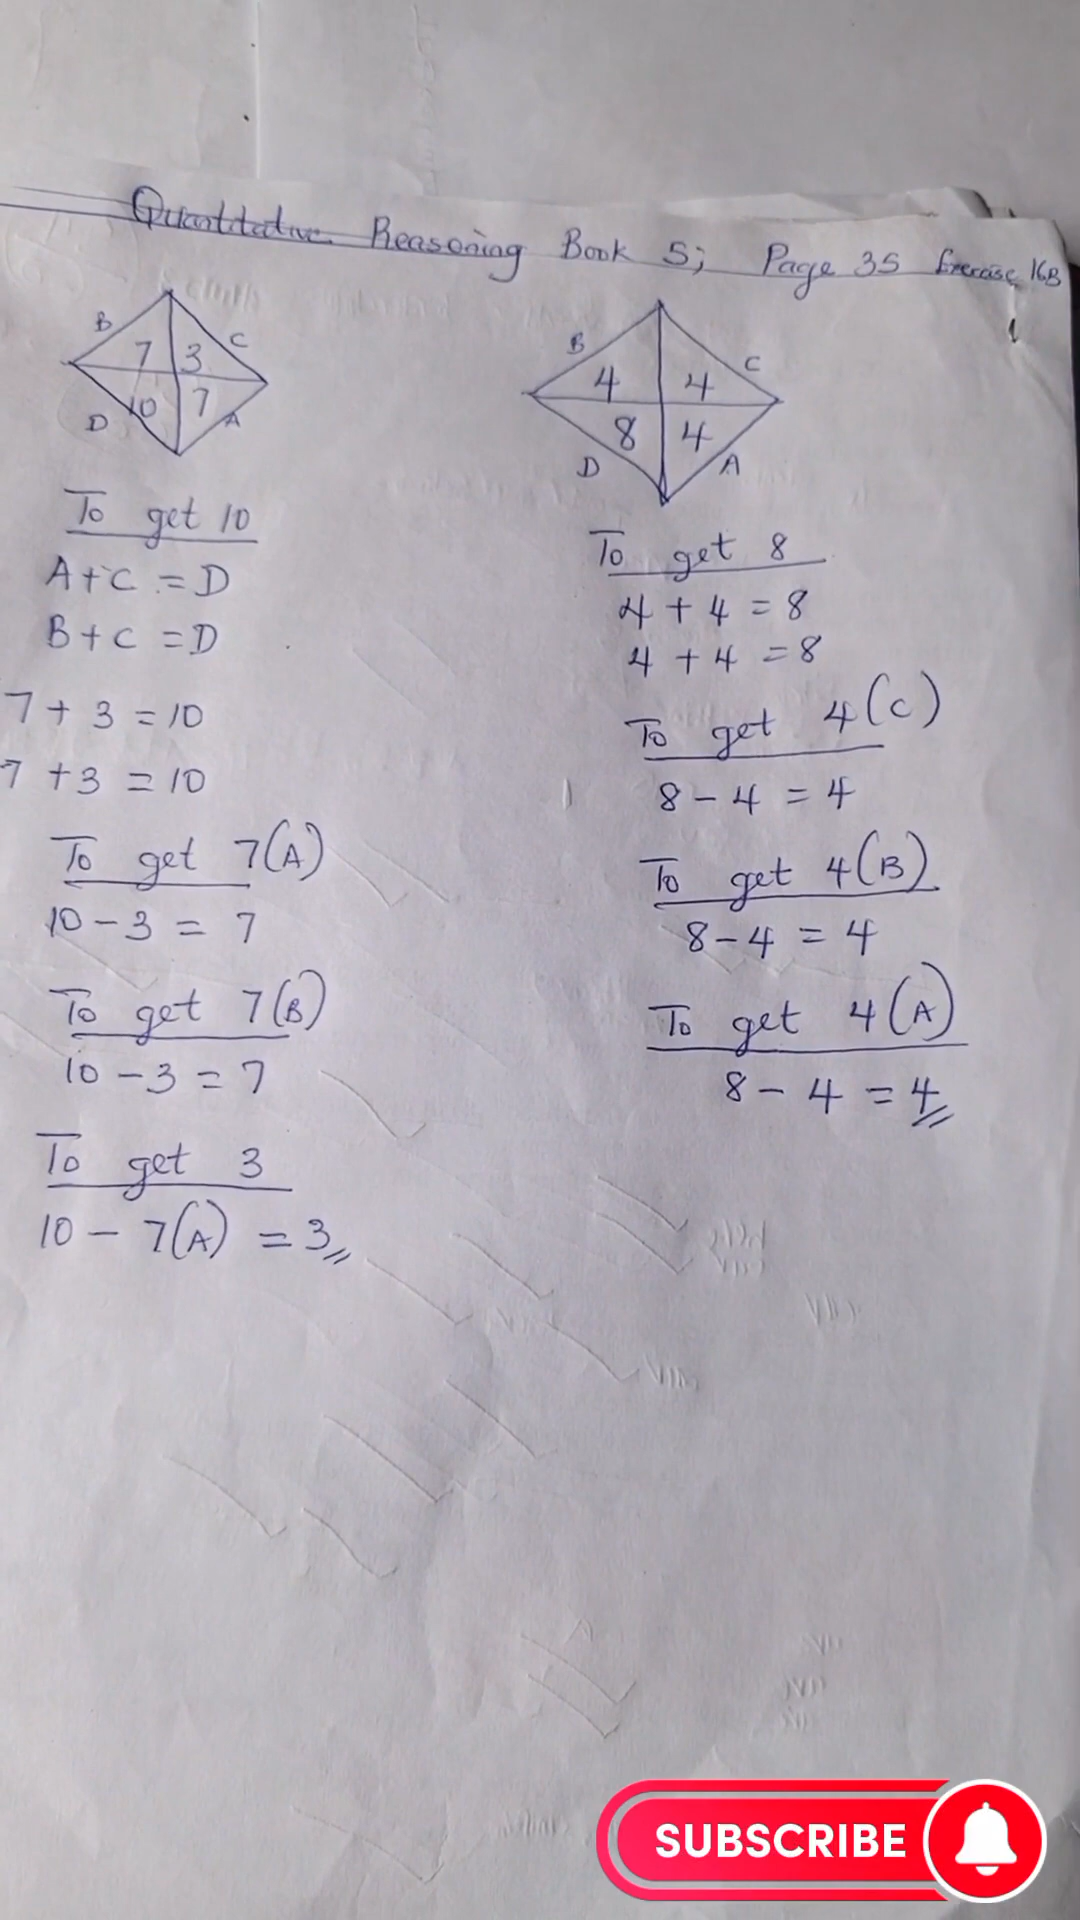 Quantitative Reasoning Book 5; Page 35 Exercise 16B
B
7
3
C
D
10
7
A
To get 10
A+C = D
B+C = D
7 + 3 = 10
7 + 3 = 10
To get 7(A)
10 - 3 = 7
To get 7(B)
10 - 3 = 7
To get 3
10 - 7(A) = 3
B
4
4
C
D
8
4
A
To get 8
4 + 4 = 8
4 + 4 = 8
To get 4(C)
8 - 4 = 4
To get 4(B)
8 - 4 = 4
To get 4(A)
8 - 4 = 4
SUBSCRIBE